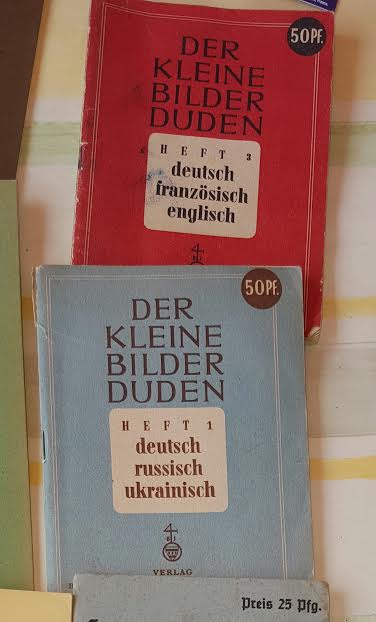 50 PF.
DER
KLEINE
BILDER
DUDEN
HEFT 3
deutsch
französisch
englisch
50 PF.
DER
KLEINE
BILDER
DUDEN
HEFT 1
deutsch
russisch
ukrainisch
BI
VERLAG
Preis 25 Pfg.